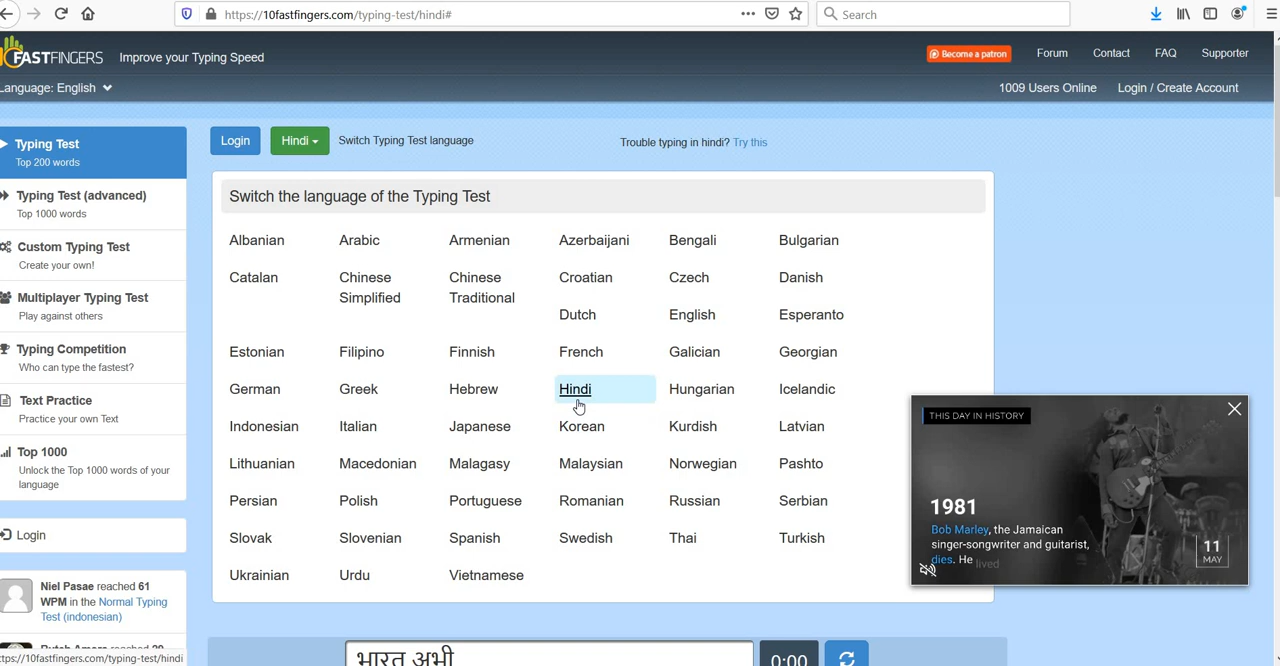 https://10fastfingers.com/typing-test/hindi#
Search
FASTFINGERS
Improve your Typing Speed
Become a patron
Forum
Contact
FAQ
Supporter
Language: English
1009 Users Online
Login / Create Account
Typing Test
Top 200 words
Login
Hindi
Switch Typing Test language
Trouble typing in hindi? Try this
Typing Test (advanced)
Top 1000 words
Custom Typing Test
Create your own!
Multiplayer Typing Test
Play against others
Typing Competition
Who can type the fastest?
Text Practice
Practice your own Text
Top 1000
Unlock the Top 1000 words of your
language
Login
Niel Pasae reached 61
WPM in the Normal Typing
Test (indonesian)
Switch the language of the Typing Test
Albanian Arabic Armenian Azerbaijani Bengali Bulgarian
Catalan Chinese Simplified Chinese Traditional Croatian Czech Danish
Dutch English Esperanto
Estonian Filipino Finnish French Galician Georgian
German Greek Hebrew Hindi Hungarian Icelandic
Indonesian Italian Japanese Korean Kurdish Latvian
Lithuanian Macedonian Malagasy Malaysian Norwegian Pashto
Persian Polish Portuguese Romanian Russian Serbian
Slovak Slovenian Spanish Swedish Thai Turkish
Ukrainian Urdu Vietnamese
THIS DAY IN HISTORY
1981
Bob Marley, the Jamaican
singer-songwriter and guitarist,
dies. He lived
11
MAY
भारत अभी
0:00
ttps://10fastfingers.com/typing-test/hindi